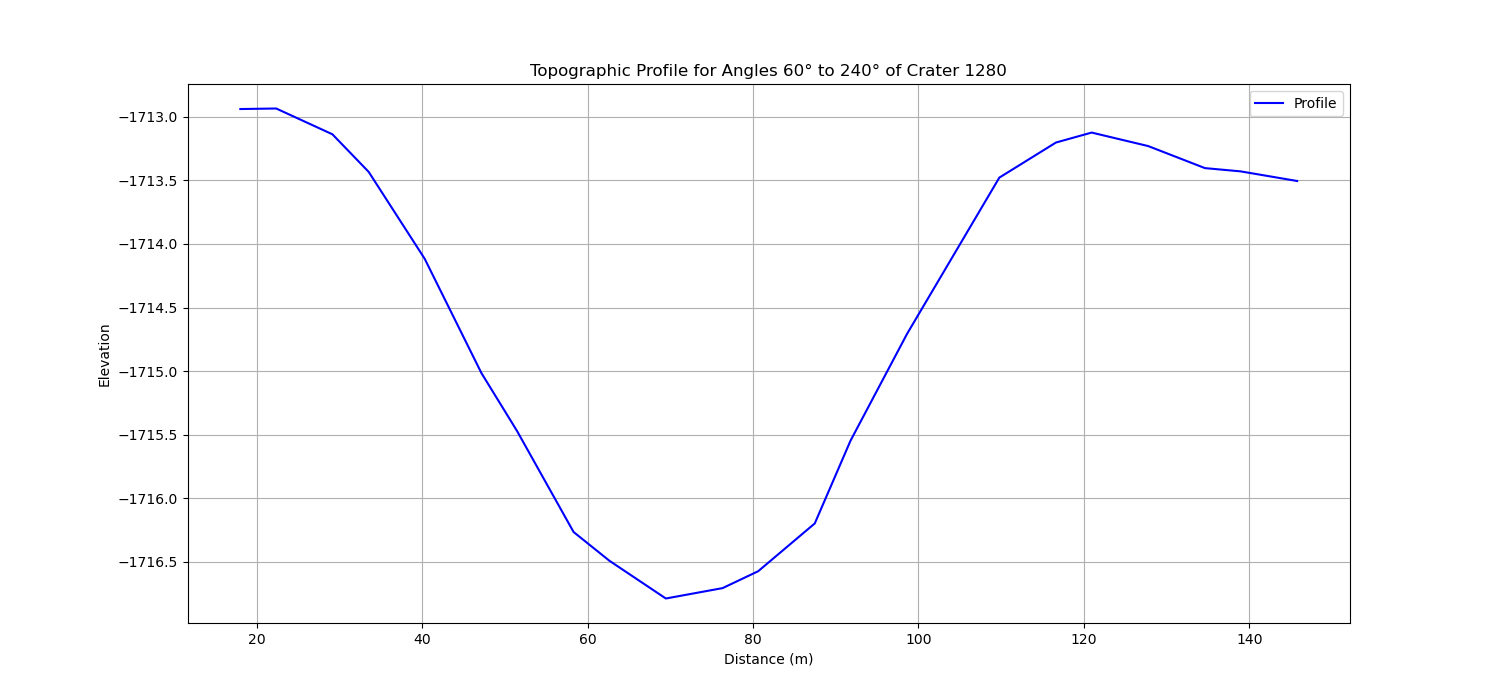 Topographic Profile for Angles 60° to 240° of Crater 1280
Profile
−1713.0
−1713.5
−1714.0
−1714.5
−1715.0
−1715.5
−1716.0
−1716.5
Elevation
20 40 60 80 100 120 140
Distance (m)